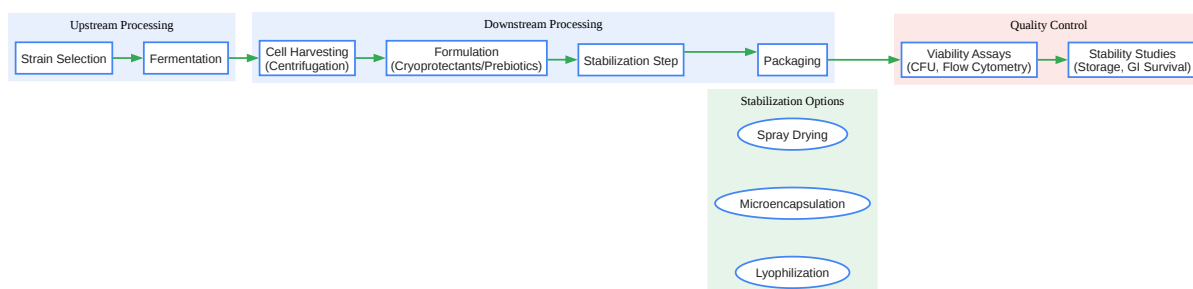 Upstream Processing
Strain Selection
Fermentation
Downstream Processing
Cell Harvesting
(Centrifugation)
Formulation
(Cryoprotectants/Prebiotics)
Stabilization Step
Packaging
Quality Control
Viability Assays
(CFU, Flow Cytometry)
Stability Studies
(Storage, GI Survival)
Stabilization Options
Spray Drying
Microencapsulation
Lyophilization